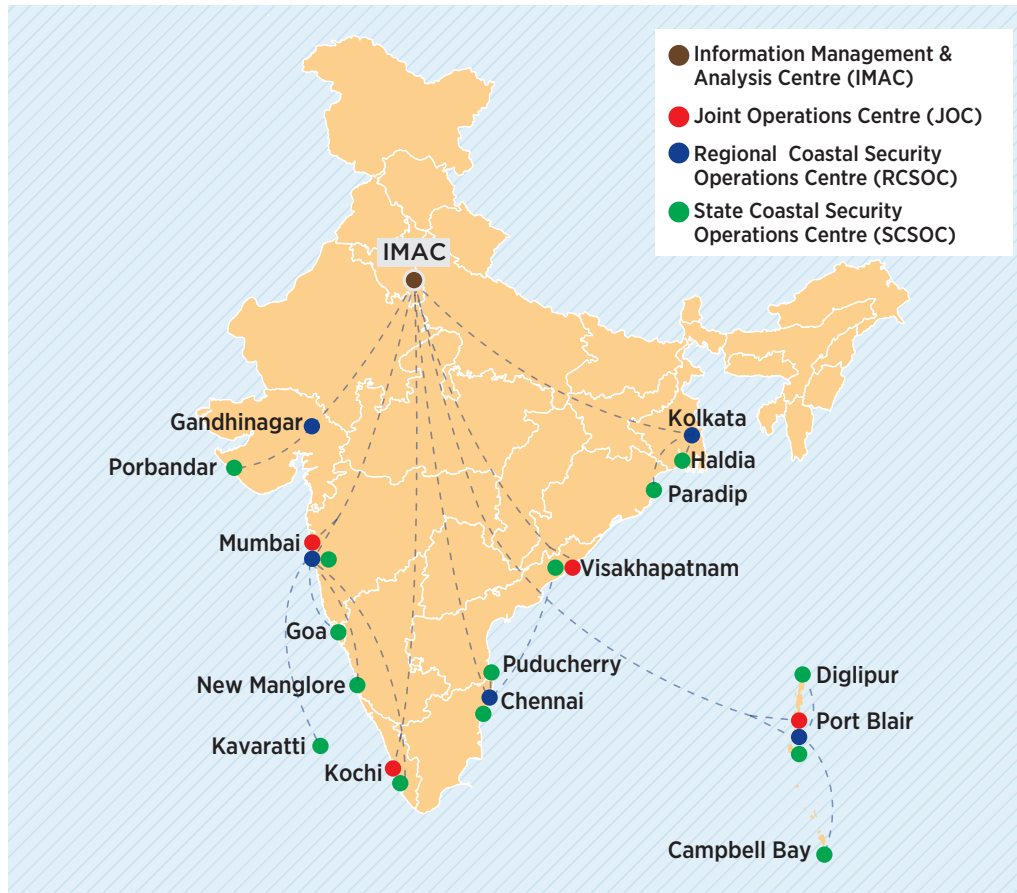 Information Management &
Analysis Centre (IMAC)
Joint Operations Centre (JOC)
Regional Coastal Security
Operations Centre (RCSOC)
State Coastal Security
Operations Centre (SCSOC)
IMAC
Gandhinagar
Kolkata
Porbandar
Haldia
Paradip
Mumbai
Visakhapatnam
Goa
Puducherry
New Manglore
Chennai
Diglipur
Port Blair
Kavaratti
Kochi
Campbell Bay